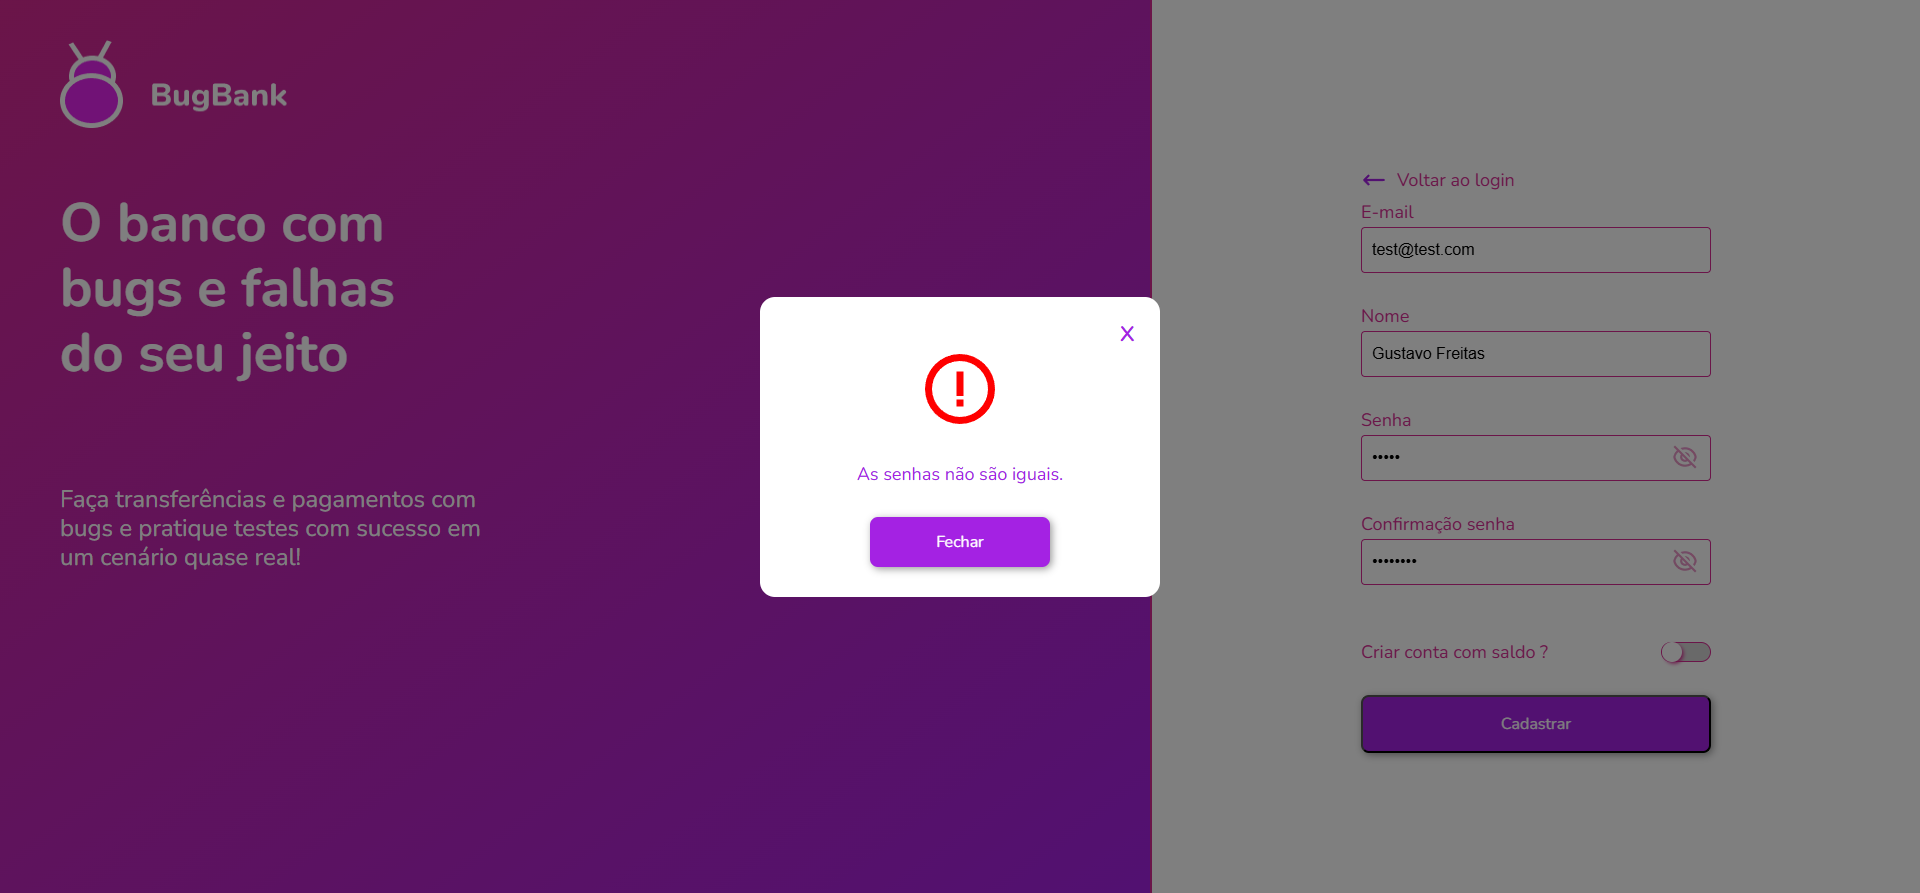 BugBank
O banco com
bugs e falhas
do seu jeito
Faça transferências e pagamentos com
bugs e pratique testes com sucesso em
um cenário quase real!
X
As senhas não são iguais.
Fechar
Voltar ao login
E-mail
test@test.com
Nome
Gustavo Freitas
Senha
•••••
Confirmação senha
••••••••
Criar conta com saldo ?
Cadastrar